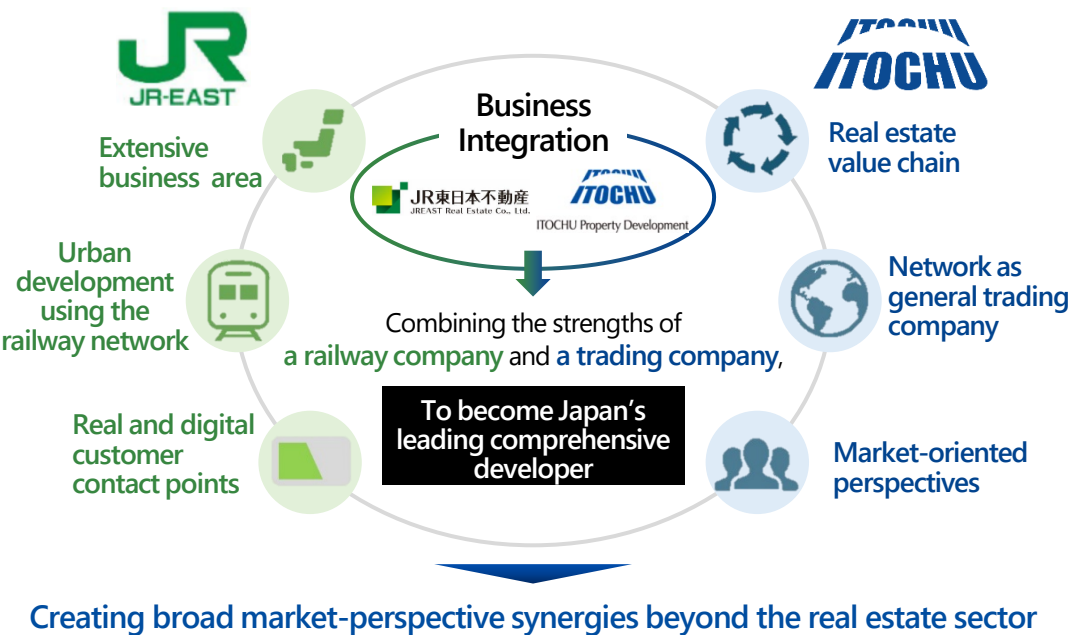 JR
JR-EAST
ITOCHU
ITOCHU
Business
Integration
JR東日本不動産
JREAST Real Estate Co., Ltd.
ITOCHU
ITOCHU
ITOCHU Property Development
Extensive
business area
Real estate
value chain
Urban
development
using the
railway network
Network as
general trading
company
Combining the strengths of
a railway company and a trading company,
To become Japan's
leading comprehensive
developer
Real and digital
customer
contact points
Market-oriented
perspectives
Creating broad market-perspective synergies beyond the real estate sector